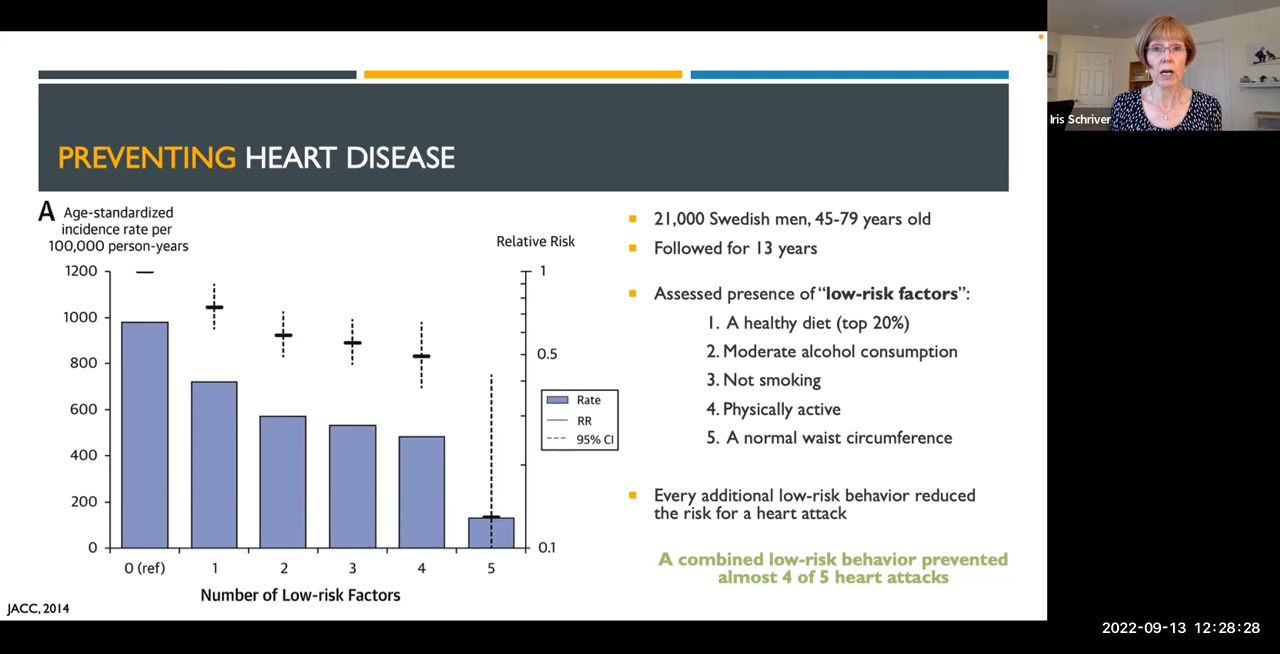 PREVENTING HEART DISEASE
A Age-standardized
incidence rate per
100,000 person-years
Relative Risk
1200
1000
800
600
400
200
0
1
0.5
0.1
Rate
RR
95% CI
0 (ref) 1 2 3 4 5
Number of Low-risk Factors
JACC, 2014
21,000 Swedish men, 45-79 years old
Followed for 13 years
Assessed presence of “low-risk factors”:
1. A healthy diet (top 20%)
2. Moderate alcohol consumption
3. Not smoking
4. Physically active
5. A normal waist circumference
Every additional low-risk behavior reduced
the risk for a heart attack
A combined low-risk behavior prevented
almost 4 of 5 heart attacks
Iris Schriver
2022-09-13 12:28:28